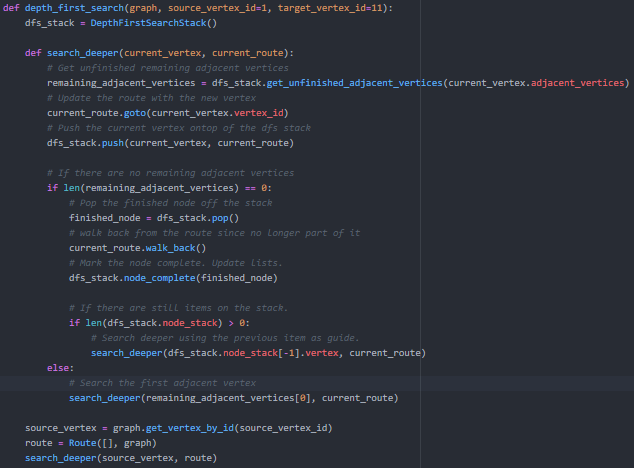 def depth_first_search(graph, source_vertex_id=1, target_vertex_id=11):
    dfs_stack = DepthFirstSearchStack()

    def search_deeper(current_vertex, current_route):
        # Get unfinished remaining adjacent vertices
        remaining_adjacent_vertices = dfs_stack.get_unfinished_adjacent_vertices(current_vertex.adjacent_vertices)
        # Update the route with the new vertex
        current_route.goto(current_vertex.vertex_id)
        # Push the current vertex ontop of the dfs stack
        dfs_stack.push(current_vertex, current_route)

        # If there are no remaining adjacent vertices
        if len(remaining_adjacent_vertices) == 0:
            # Pop the finished node off the stack
            finished_node = dfs_stack.pop()
            # walk back from the route since no longer part of it
            current_route.walk_back()
            # Mark the node complete. Update lists.
            dfs_stack.node_complete(finished_node)

            # If there are still items on the stack.
            if len(dfs_stack.node_stack) > 0:
                # Search deeper using the previous item as guide.
                search_deeper(dfs_stack.node_stack[-1].vertex, current_route)
        else:
            # Search the first adjacent vertex
            search_deeper(remaining_adjacent_vertices[0], current_route)

    source_vertex = graph.get_vertex_by_id(source_vertex_id)
    route = Route([], graph)
    search_deeper(source_vertex, route)